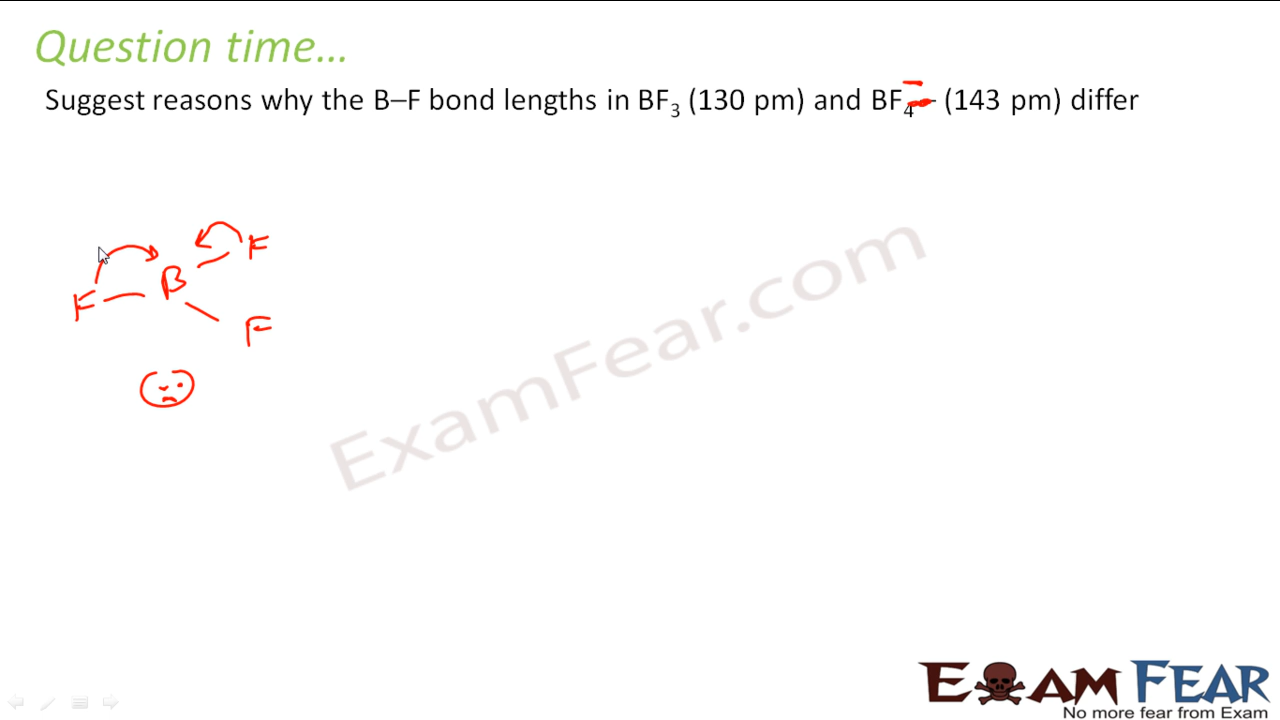 Question time...
Suggest reasons why the B–F bond lengths in BF₃ (130 pm) and BF₄⁻ (143 pm) differ
F
B
F
F
ExamFear.com
EXAM FEAR
No more fear from Exam